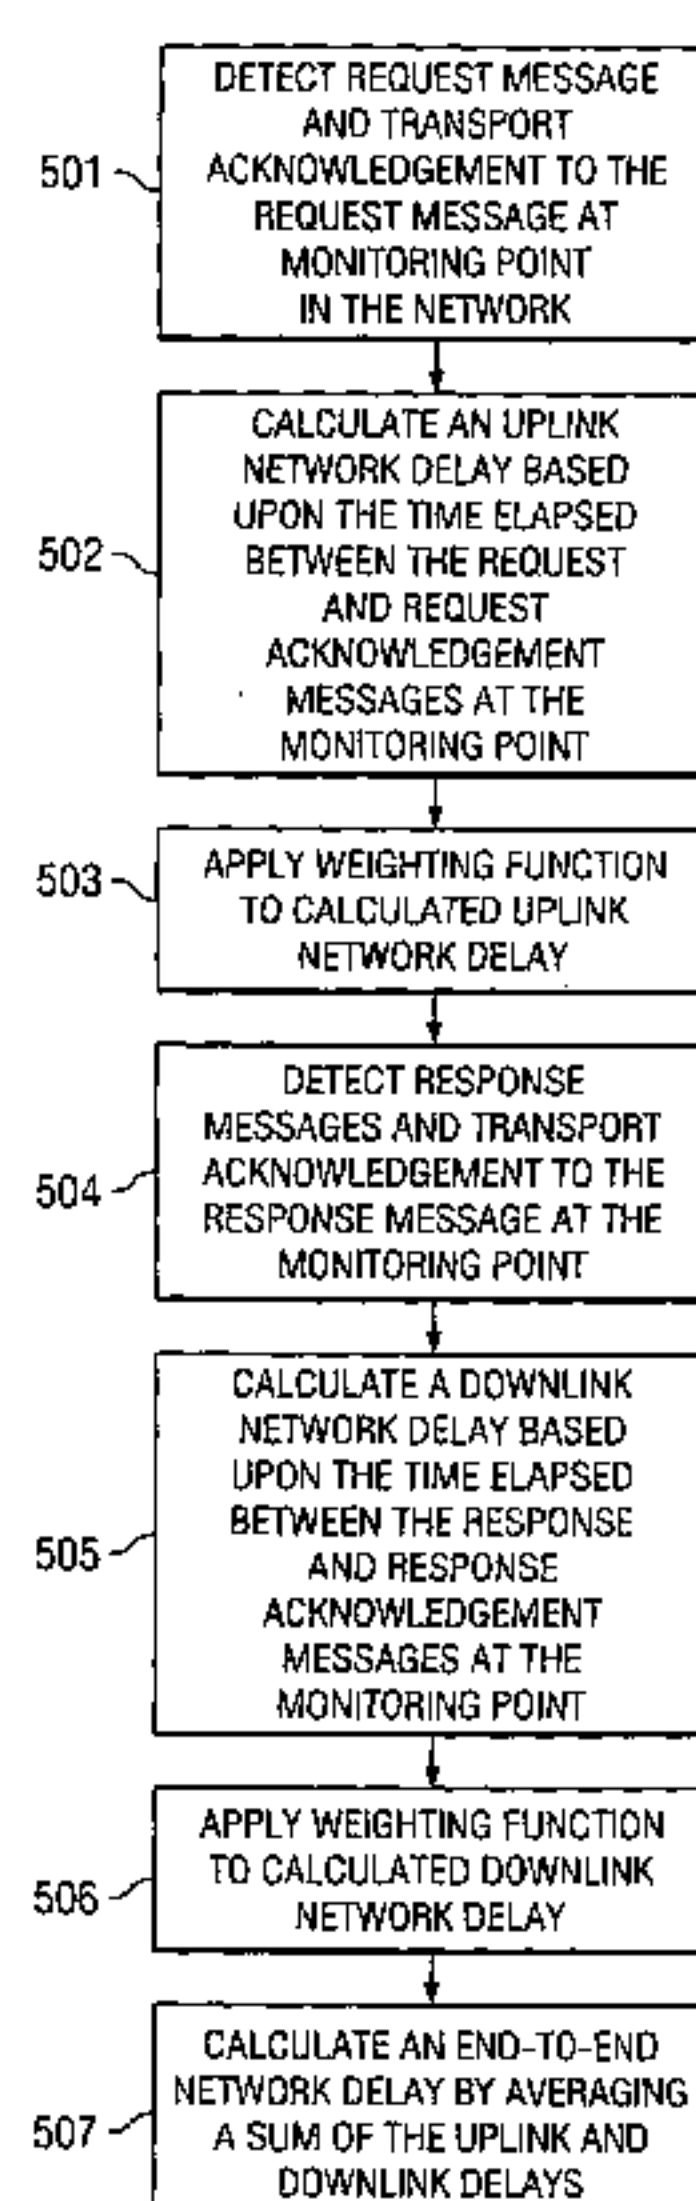 501
DETECT REQUEST MESSAGE
AND TRANSPORT
ACKNOWLEDGEMENT TO THE
REQUEST MESSAGE AT
MONITORING POINT
IN THE NETWORK
502
CALCULATE AN UPLINK
NETWORK DELAY BASED
UPON THE TIME ELAPSED
BETWEEN THE REQUEST
AND REQUEST
ACKNOWLEDGEMENT
MESSAGES AT THE
MONITORING POINT
503
APPLY WEIGHTING FUNCTION
TO CALCULATED UPLINK
NETWORK DELAY
504
DETECT RESPONSE
MESSAGES AND TRANSPORT
ACKNOWLEDGEMENT TO THE
RESPONSE MESSAGE AT THE
MONITORING POINT
505
CALCULATE A DOWNLINK
NETWORK DELAY BASED
UPON THE TIME ELAPSED
BETWEEN THE RESPONSE
AND RESPONSE
ACKNOWLEDGEMENT
MESSAGES AT THE
MONITORING POINT
506
APPLY WEIGHTING FUNCTION
TO CALCULATED DOWNLINK
NETWORK DELAY
507
CALCULATE AN END-TO-END
NETWORK DELAY BY AVERAGING
A SUM OF THE UPLINK AND
DOWNLINK DELAYS